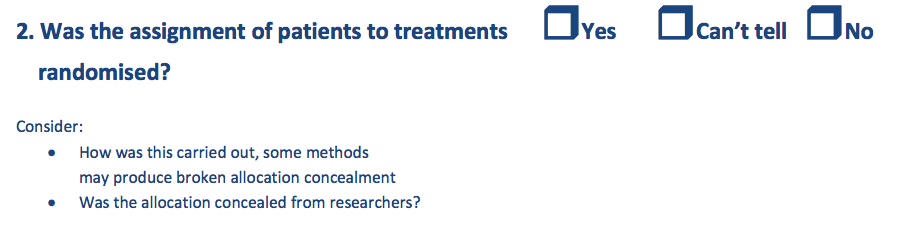 2. Was the assignment of patients to treatments Yes Can't tell No
randomised?
Consider:
• How was this carried out, some methods
may produce broken allocation concealment
• Was the allocation concealed from researchers?